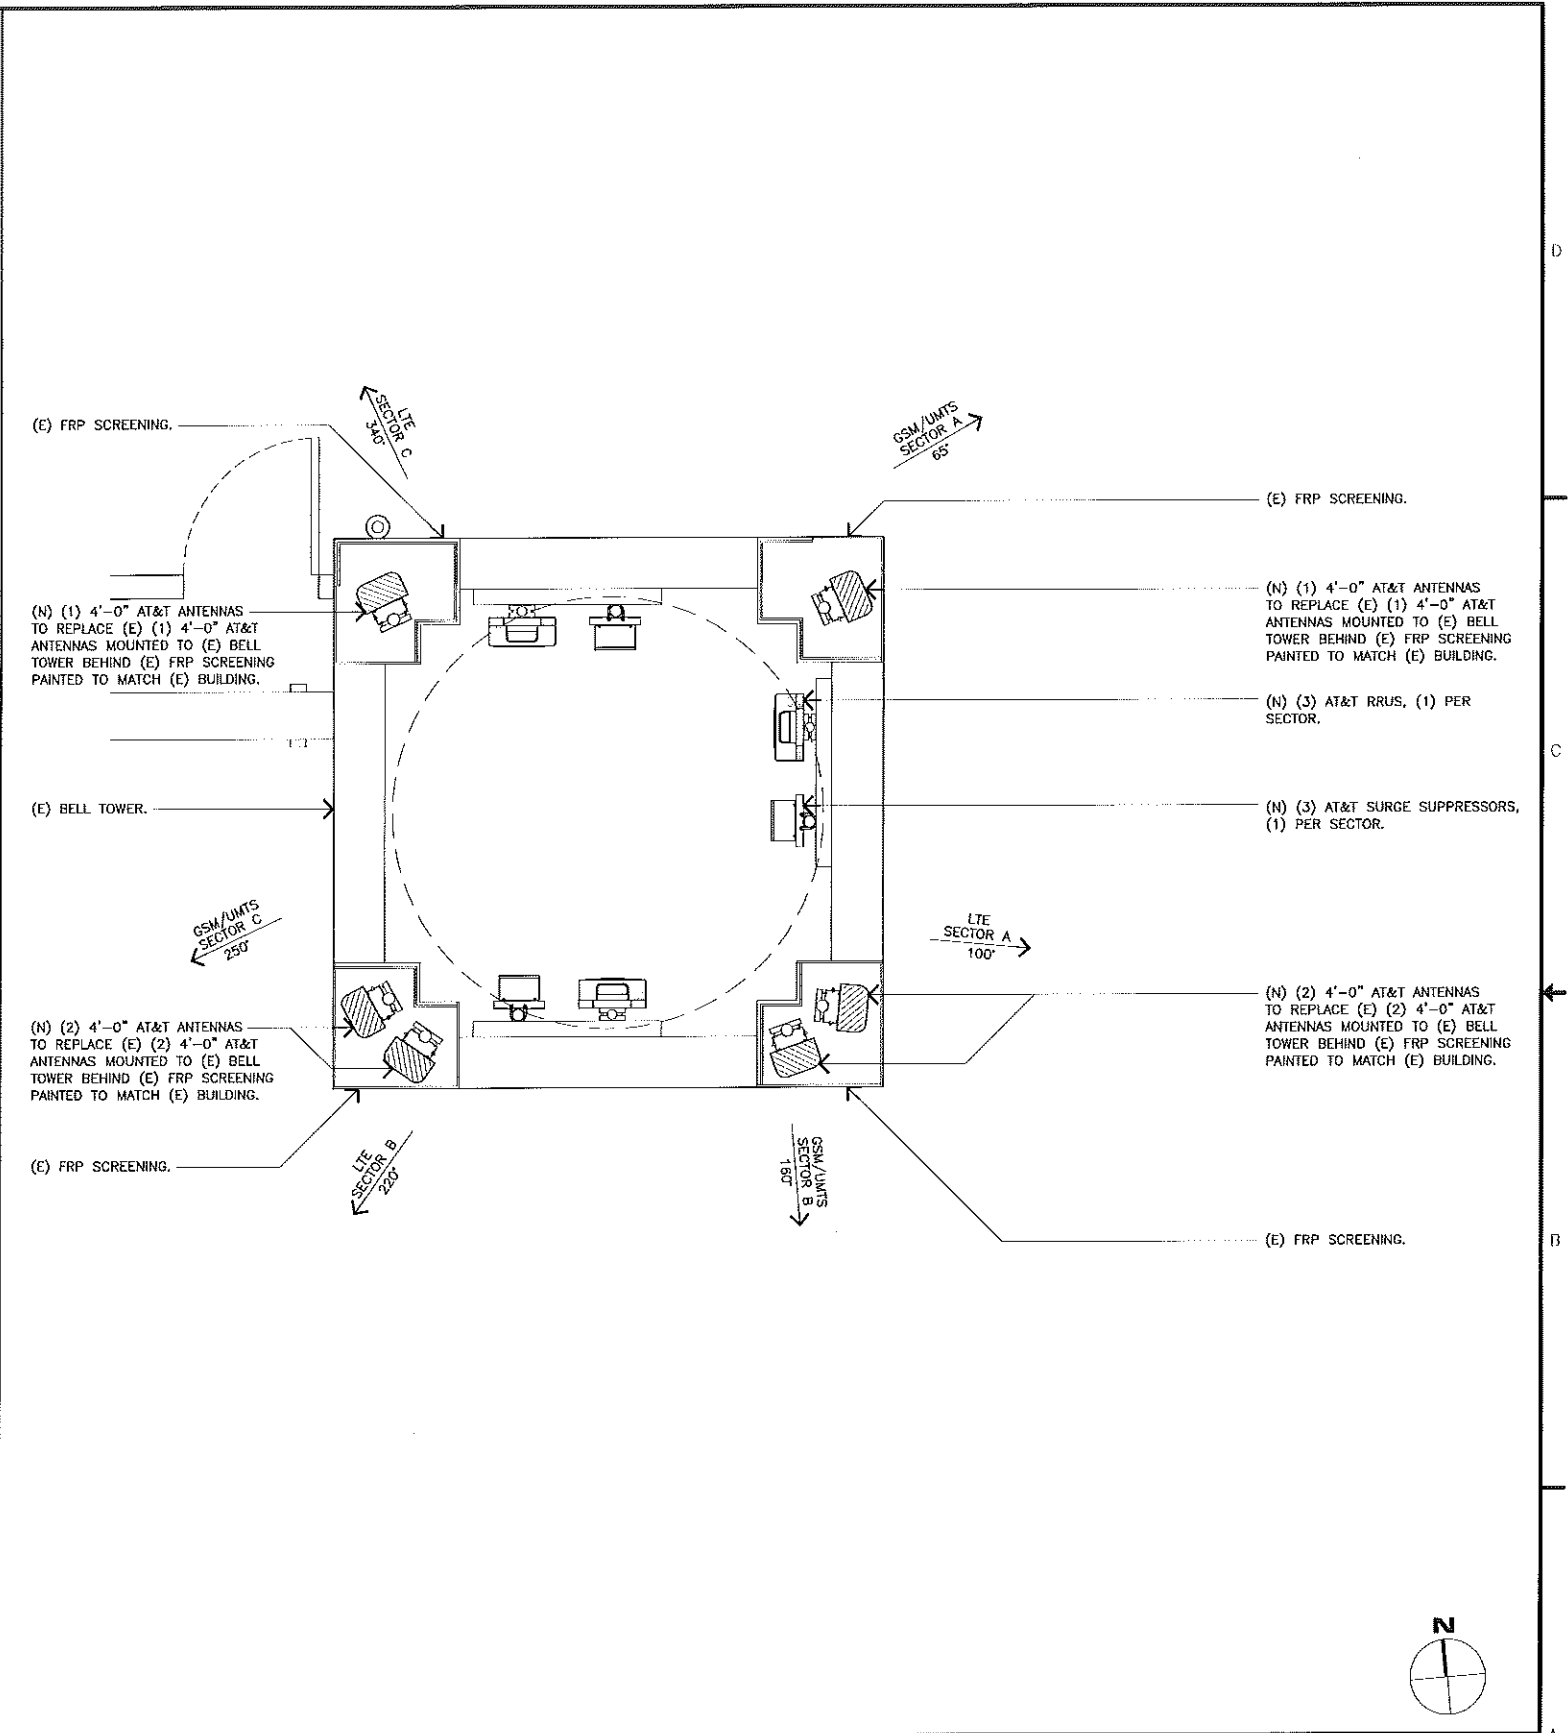 D
LTE
SECTOR C
340°
GSM/UMTS
SECTOR A
65°
(E) FRP SCREENING.
(E) FRP SCREENING.
(N) (1) 4'-0" AT&T ANTENNAS
TO REPLACE (E) (1) 4'-0" AT&T
ANTENNAS MOUNTED TO (E) BELL
TOWER BEHIND (E) FRP SCREENING
PAINTED TO MATCH (E) BUILDING.
(N) (1) 4'-0" AT&T ANTENNAS
TO REPLACE (E) (1) 4'-0" AT&T
ANTENNAS MOUNTED TO (E) BELL
TOWER BEHIND (E) FRP SCREENING
PAINTED TO MATCH (E) BUILDING.
(N) (3) AT&T RRUS, (1) PER
SECTOR.
C
(E) BELL TOWER.
(N) (3) AT&T SURGE SUPPRESSORS,
(1) PER SECTOR.
GSM/UMTS
SECTOR C
250°
LTE
SECTOR A
100°
(N) (2) 4'-0" AT&T ANTENNAS
TO REPLACE (E) (2) 4'-0" AT&T
ANTENNAS MOUNTED TO (E) BELL
TOWER BEHIND (E) FRP SCREENING
PAINTED TO MATCH (E) BUILDING.
(N) (2) 4'-0" AT&T ANTENNAS
TO REPLACE (E) (2) 4'-0" AT&T
ANTENNAS MOUNTED TO (E) BELL
TOWER BEHIND (E) FRP SCREENING
PAINTED TO MATCH (E) BUILDING.
(E) FRP SCREENING.
LTE
SECTOR B
220°
GSM/UMTS
SECTOR B
160°
(E) FRP SCREENING.
B
N